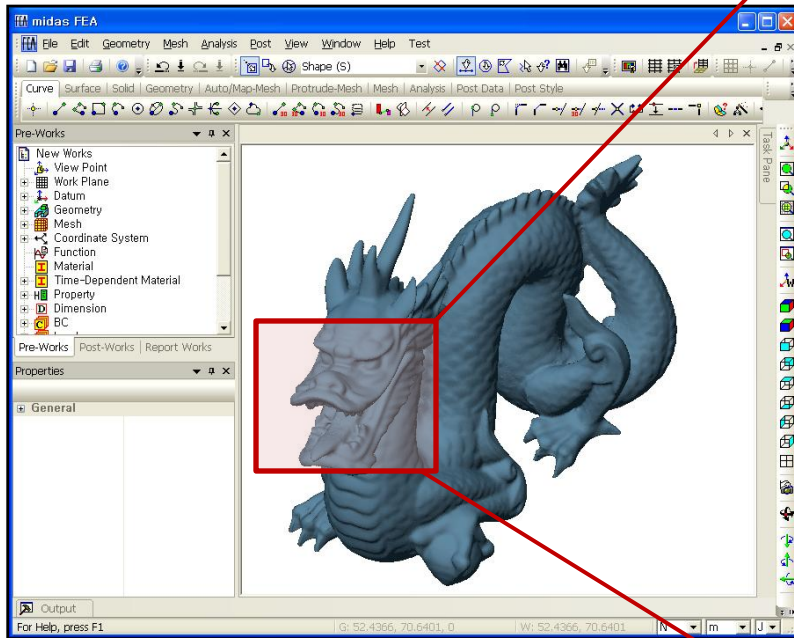 midas FEA
File Edit Geometry Mesh Analysis Post View Window Help Test
Shape (S)
Curve Surface Solid Geometry Auto/Map-Mesh Protrude-Mesh Mesh Analysis Post Data Post Style
Pre-Works
New Works
View Point
Work Plane
Datum
Geometry
Mesh
Coordinate System
Function
Material
Time-Dependent Material
Property
Dimension
BC
Pre-Works Post-Works Report Works
Properties
General
Task Pane
Output
For Help, press F1 G: 52.4366, 70.6401, 0 W: 52.4366, 70.6401 N m J